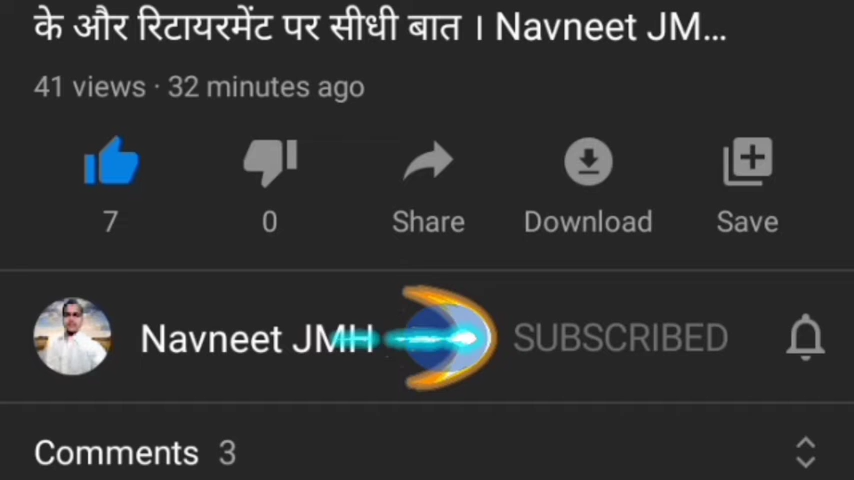 के और रिटायरमेंट पर सीधी बात । Navneet JM...
41 views · 32 minutes ago
7 0 Share Download Save
Navneet JMH SUBSCRIBED
Comments 3